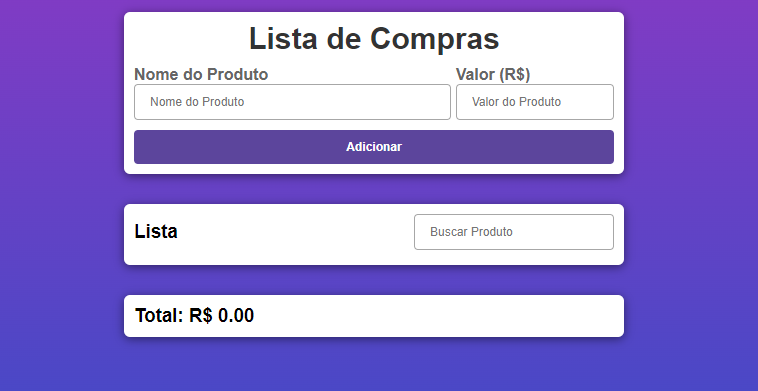 Lista de Compras
Nome do Produto Valor (R$)
Nome do Produto Valor do Produto
Adicionar
Lista Buscar Produto
Total: R$ 0.00